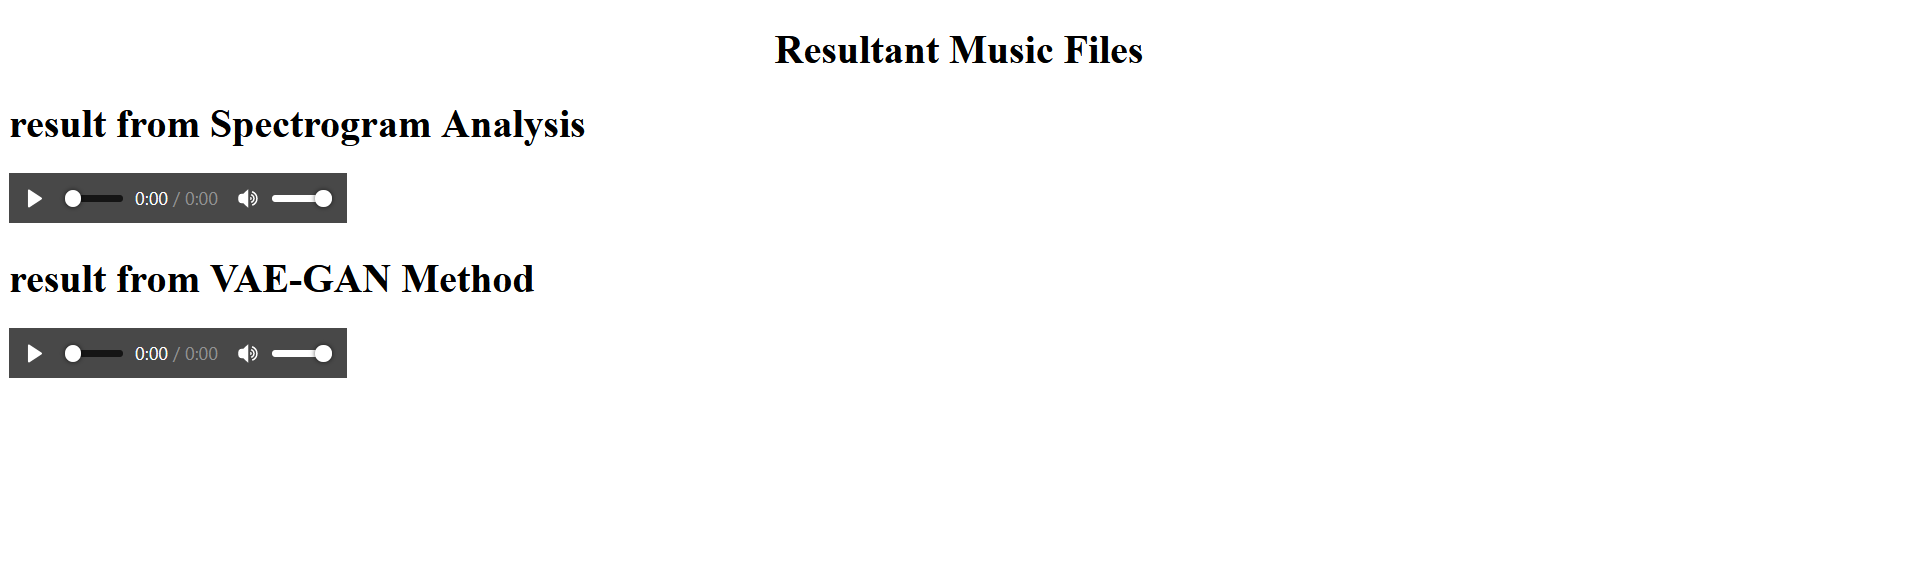 Resultant Music Files
result from Spectrogram Analysis
0:00 / 0:00
result from VAE-GAN Method
0:00 / 0:00